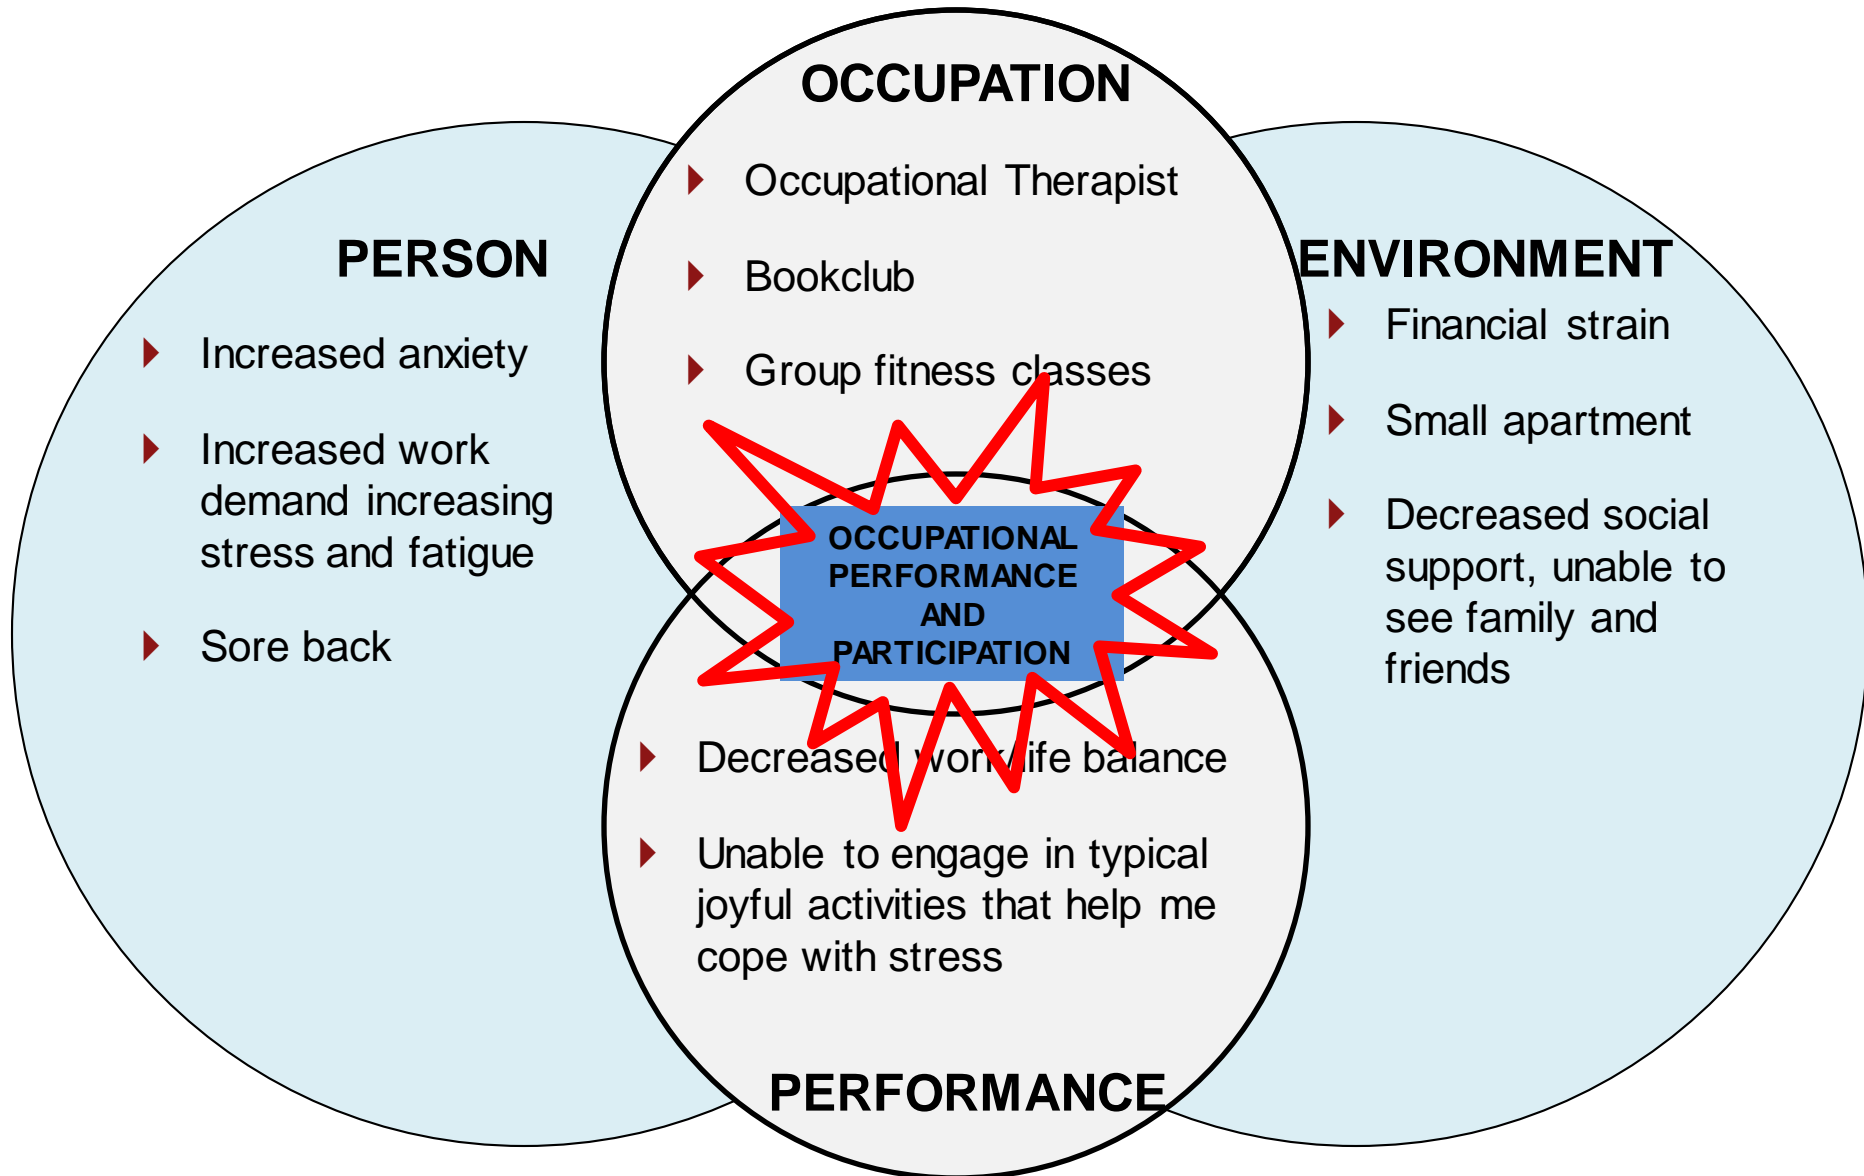 OCCUPATION
Occupational Therapist
Bookclub
Group fitness classes
PERSON
Increased anxiety
Increased work
demand increasing
stress and fatigue
Sore back
ENVIRONMENT
Financial strain
Small apartment
Decreased social
support, unable to
see family and
friends
OCCUPATIONAL
PERFORMANCE
AND
PARTICIPATION
Decreased work/life balance
Unable to engage in typical
joyful activities that help me
cope with stress
PERFORMANCE